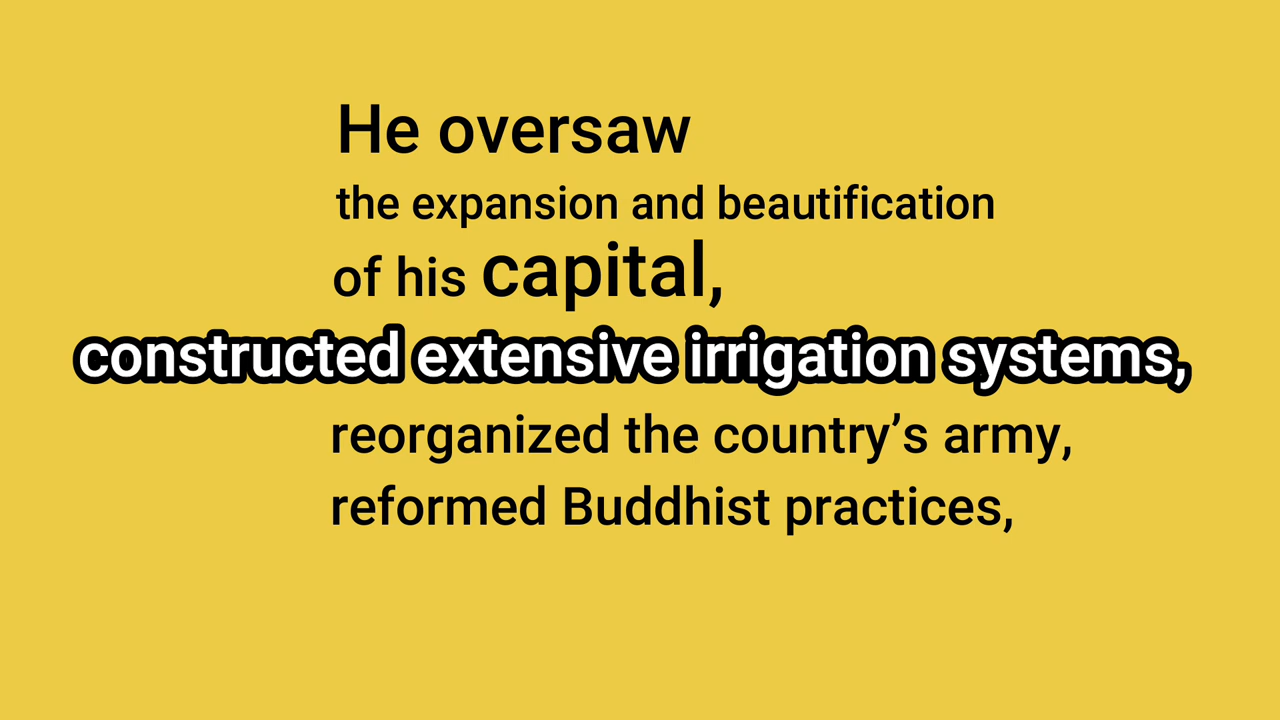 He oversaw
the expansion and beautification
of his capital,
constructed extensive irrigation systems,
reorganized the country’s army,
reformed Buddhist practices,